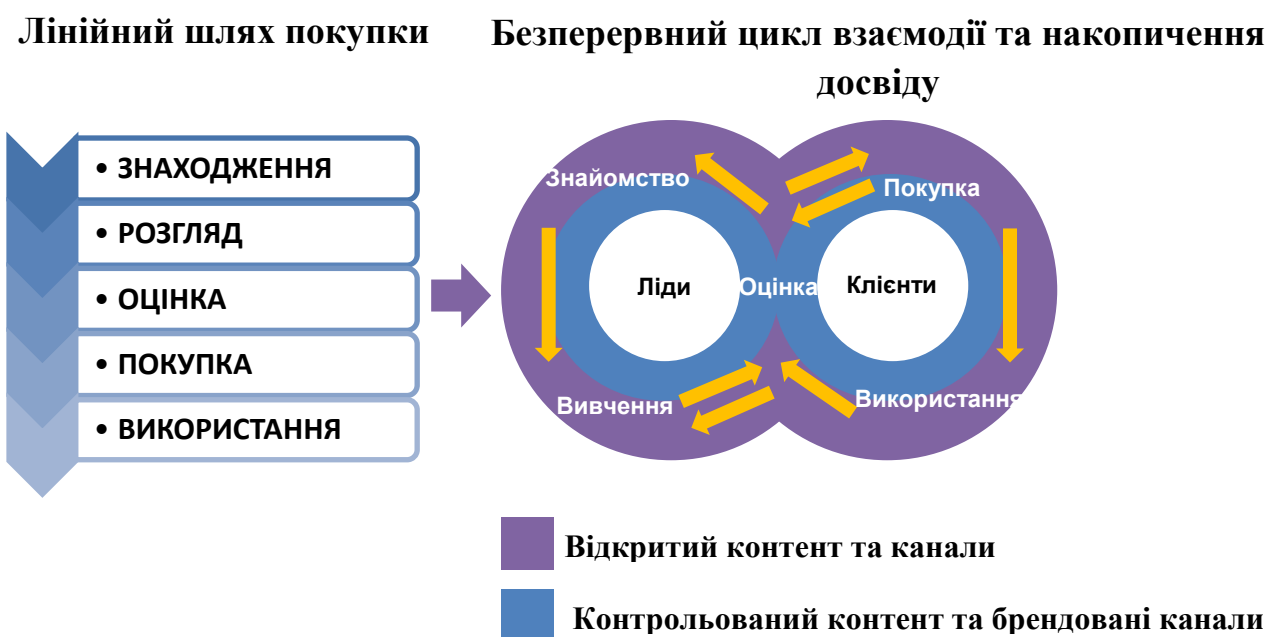 Лінійний шлях покупки
Безперервний цикл взаємодії та накопичення
досвіду
• ЗНАХОДЖЕННЯ
• РОЗГЛЯД
• ОЦІНКА
• ПОКУПКА
• ВИКОРИСТАННЯ
Знайомство
Покупка
Ліди
Оцінка
Клієнти
Вивчення
Використання
Відкритий контент та канали
Контрольований контент та брендовані канали